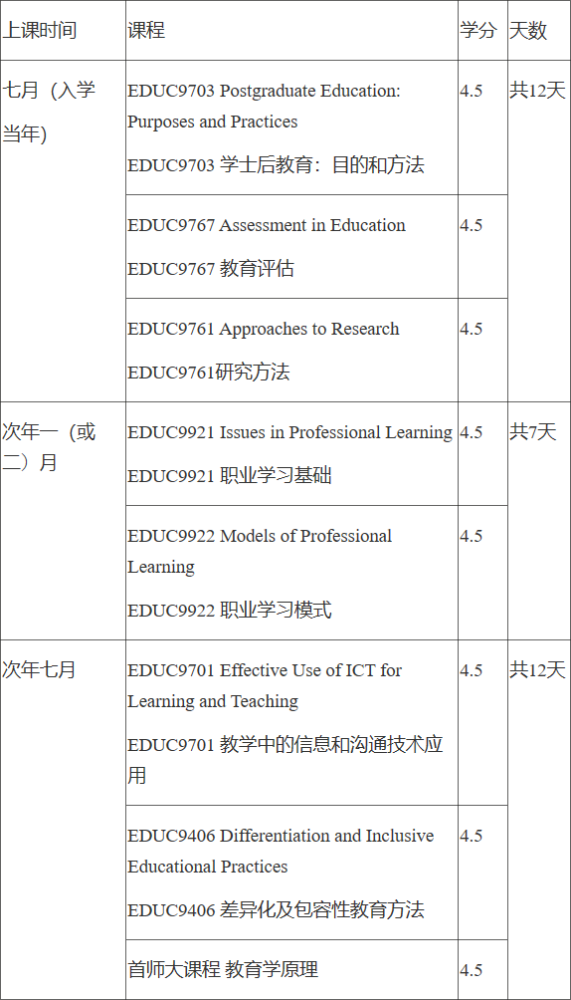 上课时间 课程 学分 天数
七月（入学 EDUC9703 Postgraduate Education: 4.5 共12天
当年） Purposes and Practices
EDUC9703 学士后教育：目的和方法
EDUC9767 Assessment in Education 4.5
EDUC9767 教育评估
EDUC9761 Approaches to Research 4.5
EDUC9761研究方法
次年一（或 EDUC9921 Issues in Professional Learning 4.5 共7天
二）月 EDUC9921 职业学习基础
EDUC9922 Models of Professional 4.5
Learning
EDUC9922 职业学习模式
次年七月 EDUC9701 Effective Use of ICT for 4.5 共12天
Learning and Teaching
EDUC9701 教学中的信息和沟通技术应
用
EDUC9406 Differentiation and Inclusive 4.5
Educational Practices
EDUC9406 差异化及包容性教育方法
首师大课程 教育学原理 4.5